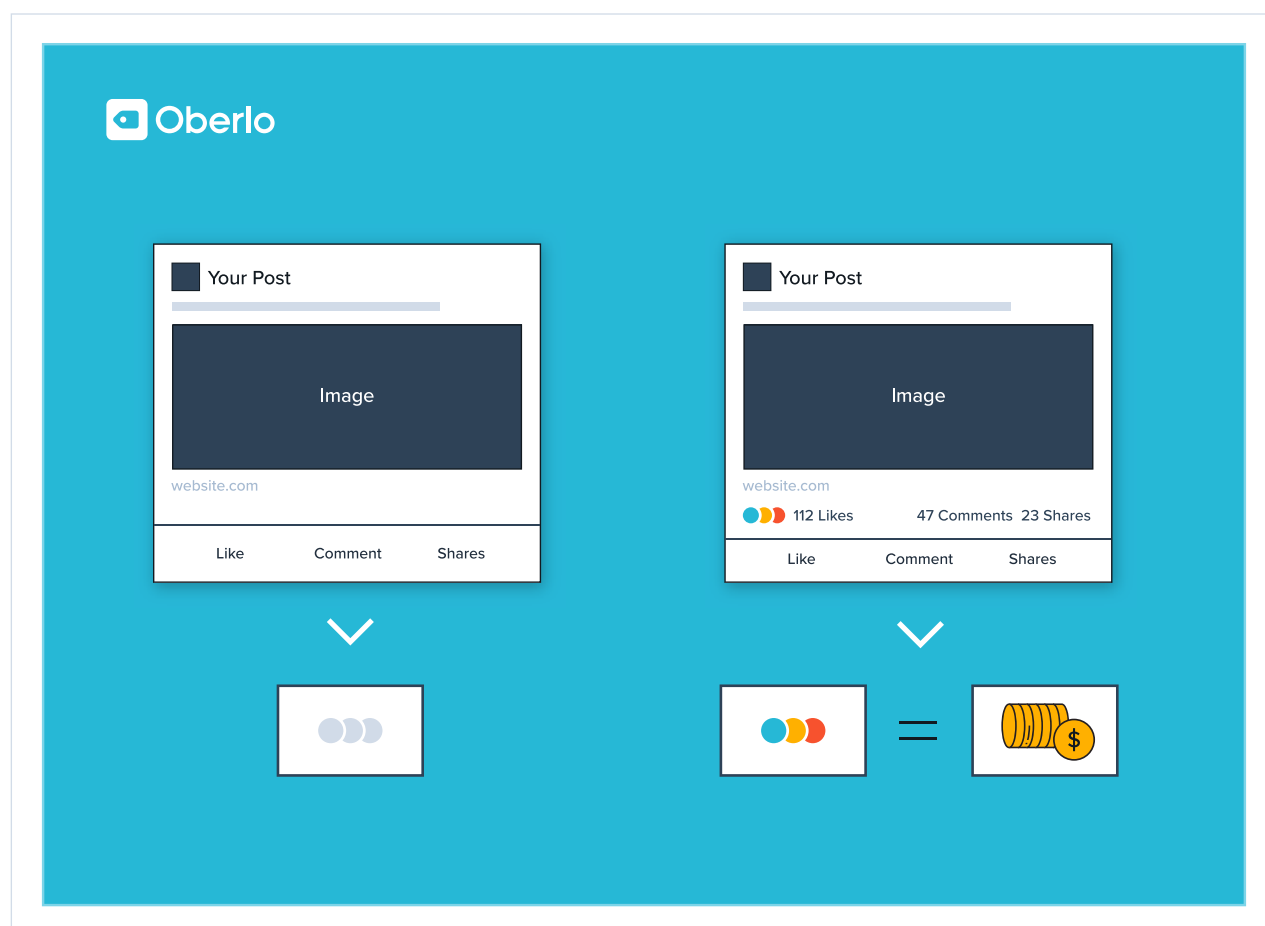 Oberlo
Your Post
Image
website.com
Like Comment Shares
Your Post
Image
website.com
112 Likes 47 Comments 23 Shares
Like Comment Shares
$